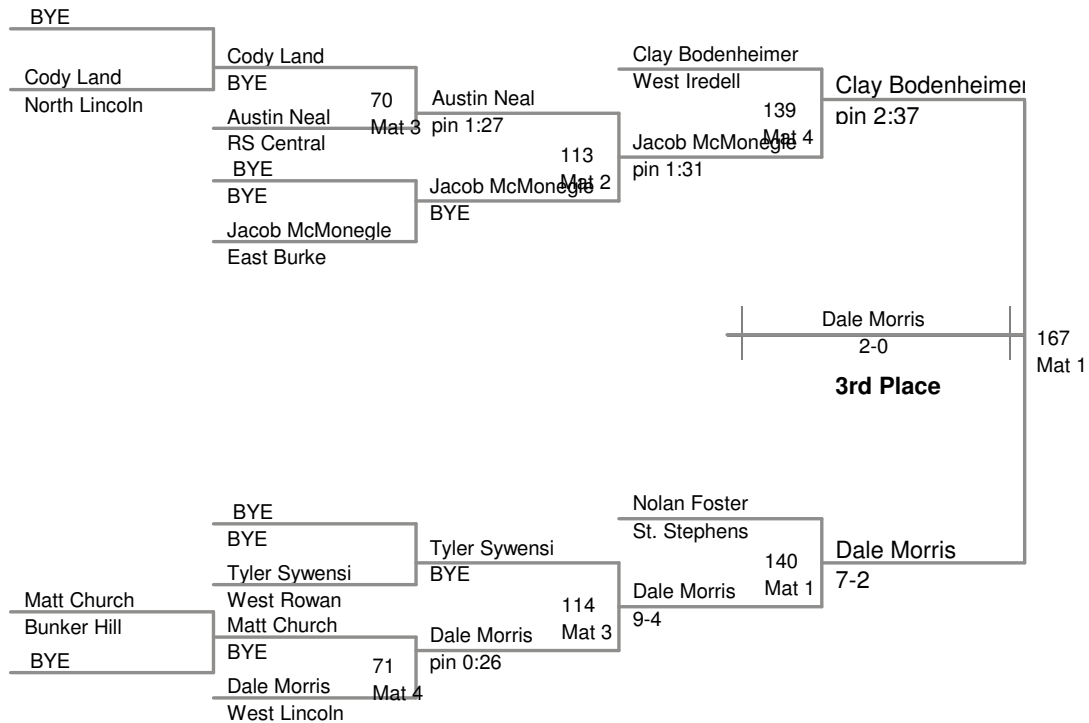 BYE
Cody Land
North Lincoln
Cody Land
BYE
70
Mat 3
Austin Neal
RS Central
BYE
BYE
Jacob McMonegle
East Burke
Austin Neal
pin 1:27
113
Mat 2
Jacob McMonegle
BYE
Clay Bodenheimer
West Iredell
139
Mat 4
Jacob McMonegle
pin 1:31
Clay Bodenheimer
pin 2:37
Dale Morris
2-0
3rd Place
167
Mat 1
BYE
BYE
Tyler Sywensi
West Rowan
Matt Church
Bunker Hill
BYE
Matt Church
BYE
71
Mat 4
Dale Morris
West Lincoln
Tyler Sywensi
BYE
114
Mat 3
Dale Morris
pin 0:26
Nolan Foster
St. Stephens
140
Mat 1
Dale Morris
9-4
Dale Morris
7-2